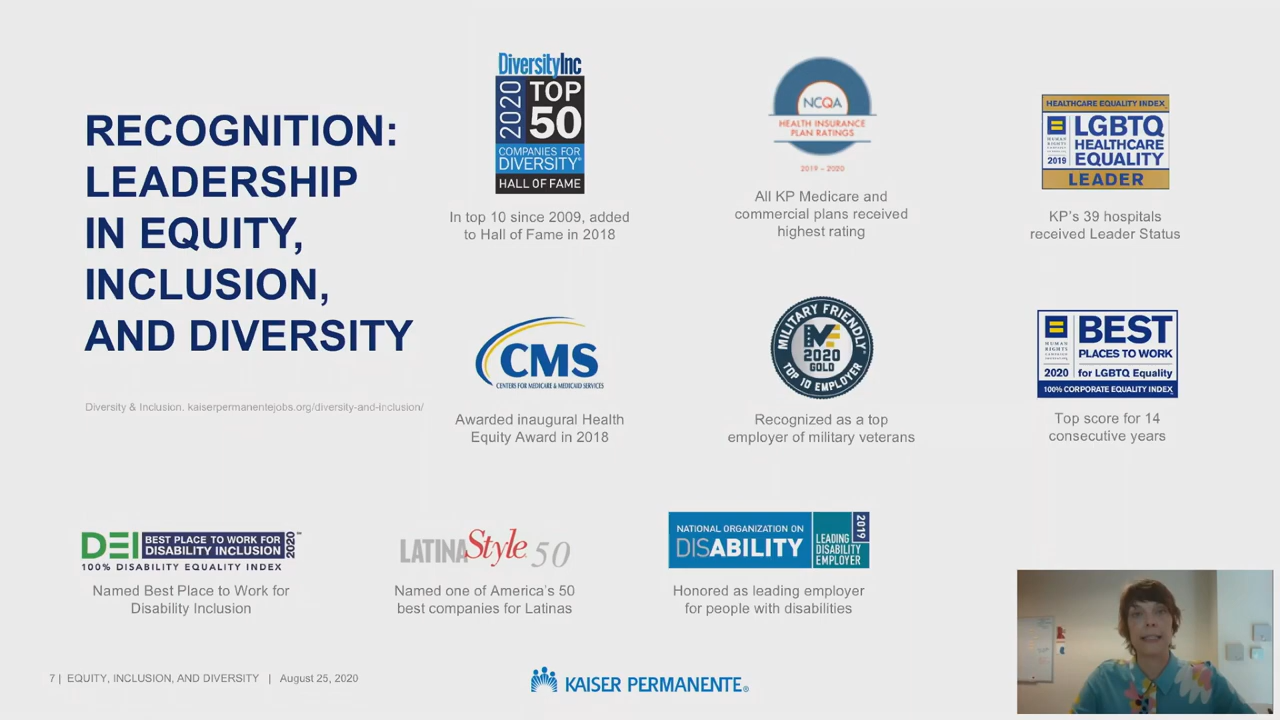 RECOGNITION:
LEADERSHIP
IN EQUITY,
INCLUSION,
AND DIVERSITY
Diversity & Inclusion. kaiserpermanentejobs.org/diversity-and-inclusion/
DiversityInc
2020
TOP
50
COMPANIES FOR
DIVERSITY®
HALL OF FAME
In top 10 since 2009, added
to Hall of Fame in 2018
NCQA
HEALTH INSURANCE
PLAN RATINGS
2019 – 2020
All KP Medicare and
commercial plans received
highest rating
HEALTHCARE EQUALITY INDEX
HUMAN
RIGHTS
CAMPAIGN
2019
LGBTQ
HEALTHCARE
EQUALITY
LEADER
KP's 39 hospitals
received Leader Status
CMS
CENTERS FOR MEDICARE & MEDICAID SERVICES
Awarded inaugural Health
Equity Award in 2018
MILITARY FRIENDLY®
2020
GOLD
TOP 10 EMPLOYER
Recognized as a top
employer of military veterans
HUMAN
RIGHTS
CAMPAIGN
2020
BEST
PLACES TO WORK
for LGBTQ Equality
100% CORPORATE EQUALITY INDEX
Top score for 14
consecutive years
DEI
BEST PLACE TO WORK FOR
DISABILITY INCLUSION
2020™
100% DISABILITY EQUALITY INDEX
Named Best Place to Work for
Disability Inclusion
LATINAStyle 50
Named one of America's 50
best companies for Latinas
NATIONAL ORGANIZATION ON
DISABILITY
LEADING
DISABILITY
EMPLOYER
2019
Honored as leading employer
for people with disabilities
7 | EQUITY, INCLUSION, AND DIVERSITY | August 25, 2020
KAISER PERMANENTE®